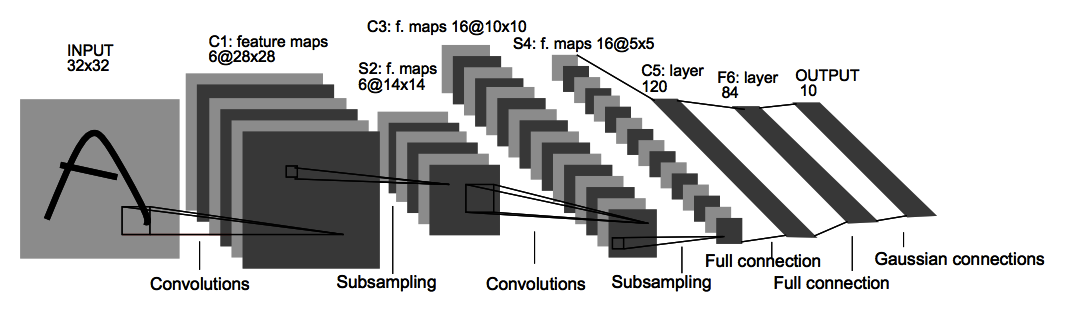 INPUT
32x32
C1: feature maps
6@28x28
S2: f. maps
6@14x14
C3: f. maps 16@10x10
S4: f. maps 16@5x5
C5: layer
120
F6: layer
84
OUTPUT
10
Convolutions
Subsampling
Convolutions
Subsampling
Full connection
Full connection
Gaussian connections